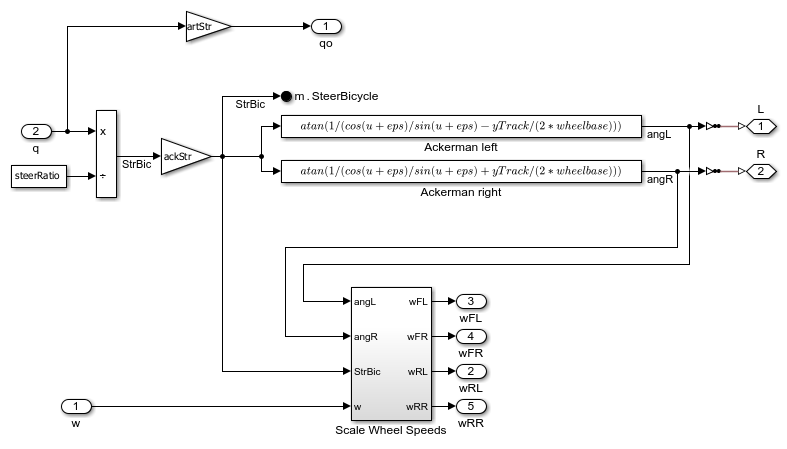 artStr
1
qo
StrBic
m.SteerBicycle
L
2
q
x
÷
steerRatio
StrBic
ackStr
atan(1/(cos(u + eps)/sin(u + eps) − yTrack/(2 * wheelbase)))
angL
Ackerman left
1
R
atan(1/(cos(u + eps)/sin(u + eps) + yTrack/(2 * wheelbase)))
angR
Ackerman right
2
angL
wFL
3
wFL
angR
wFR
4
wFR
StrBic
wRL
2
wRL
1
w
w
wRR
5
wRR
Scale Wheel Speeds